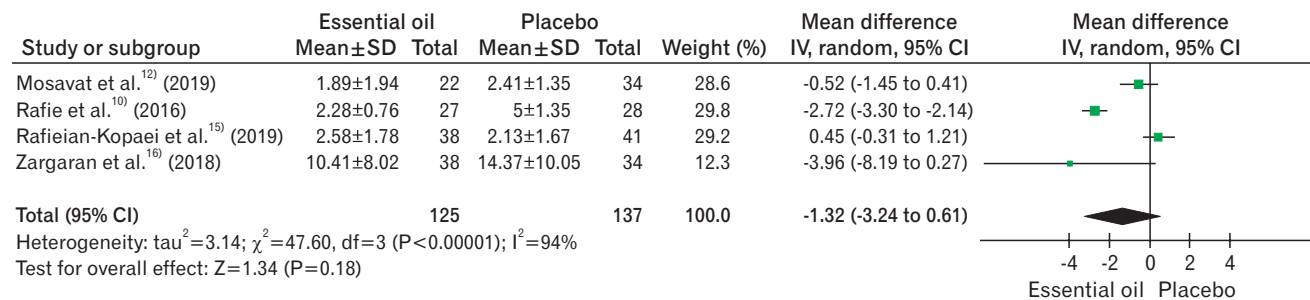 Essential oil Placebo Mean difference Mean difference
Study or subgroup Mean±SD Total Mean±SD Total Weight (%) IV, random, 95% CI IV, random, 95% CI
Mosavat et al.12) (2019) 1.89±1.94 22 2.41±1.35 34 28.6 -0.52 (-1.45 to 0.41)
Rafie et al.10) (2016) 2.28±0.76 27 5±1.35 28 29.8 -2.72 (-3.30 to -2.14)
Rafieian-Kopaei et al.15) (2019) 2.58±1.78 38 2.13±1.67 41 29.2 0.45 (-0.31 to 1.21)
Zargaran et al.16) (2018) 10.41±8.02 38 14.37±10.05 34 12.3 -3.96 (-8.19 to 0.27)
Total (95% CI) 125 137 100.0 -1.32 (-3.24 to 0.61)
Heterogeneity: tau2=3.14; χ2=47.60, df=3 (P<0.00001); I2=94%
Test for overall effect: Z=1.34 (P=0.18)
-4 -2 0 2 4
Essential oil Placebo